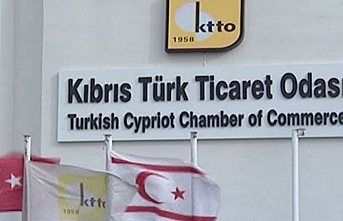 ktto
1958
Kıbrıs Türk Ticaret Odası
Turkish Cypriot Chamber of Commerce
ktto
1958